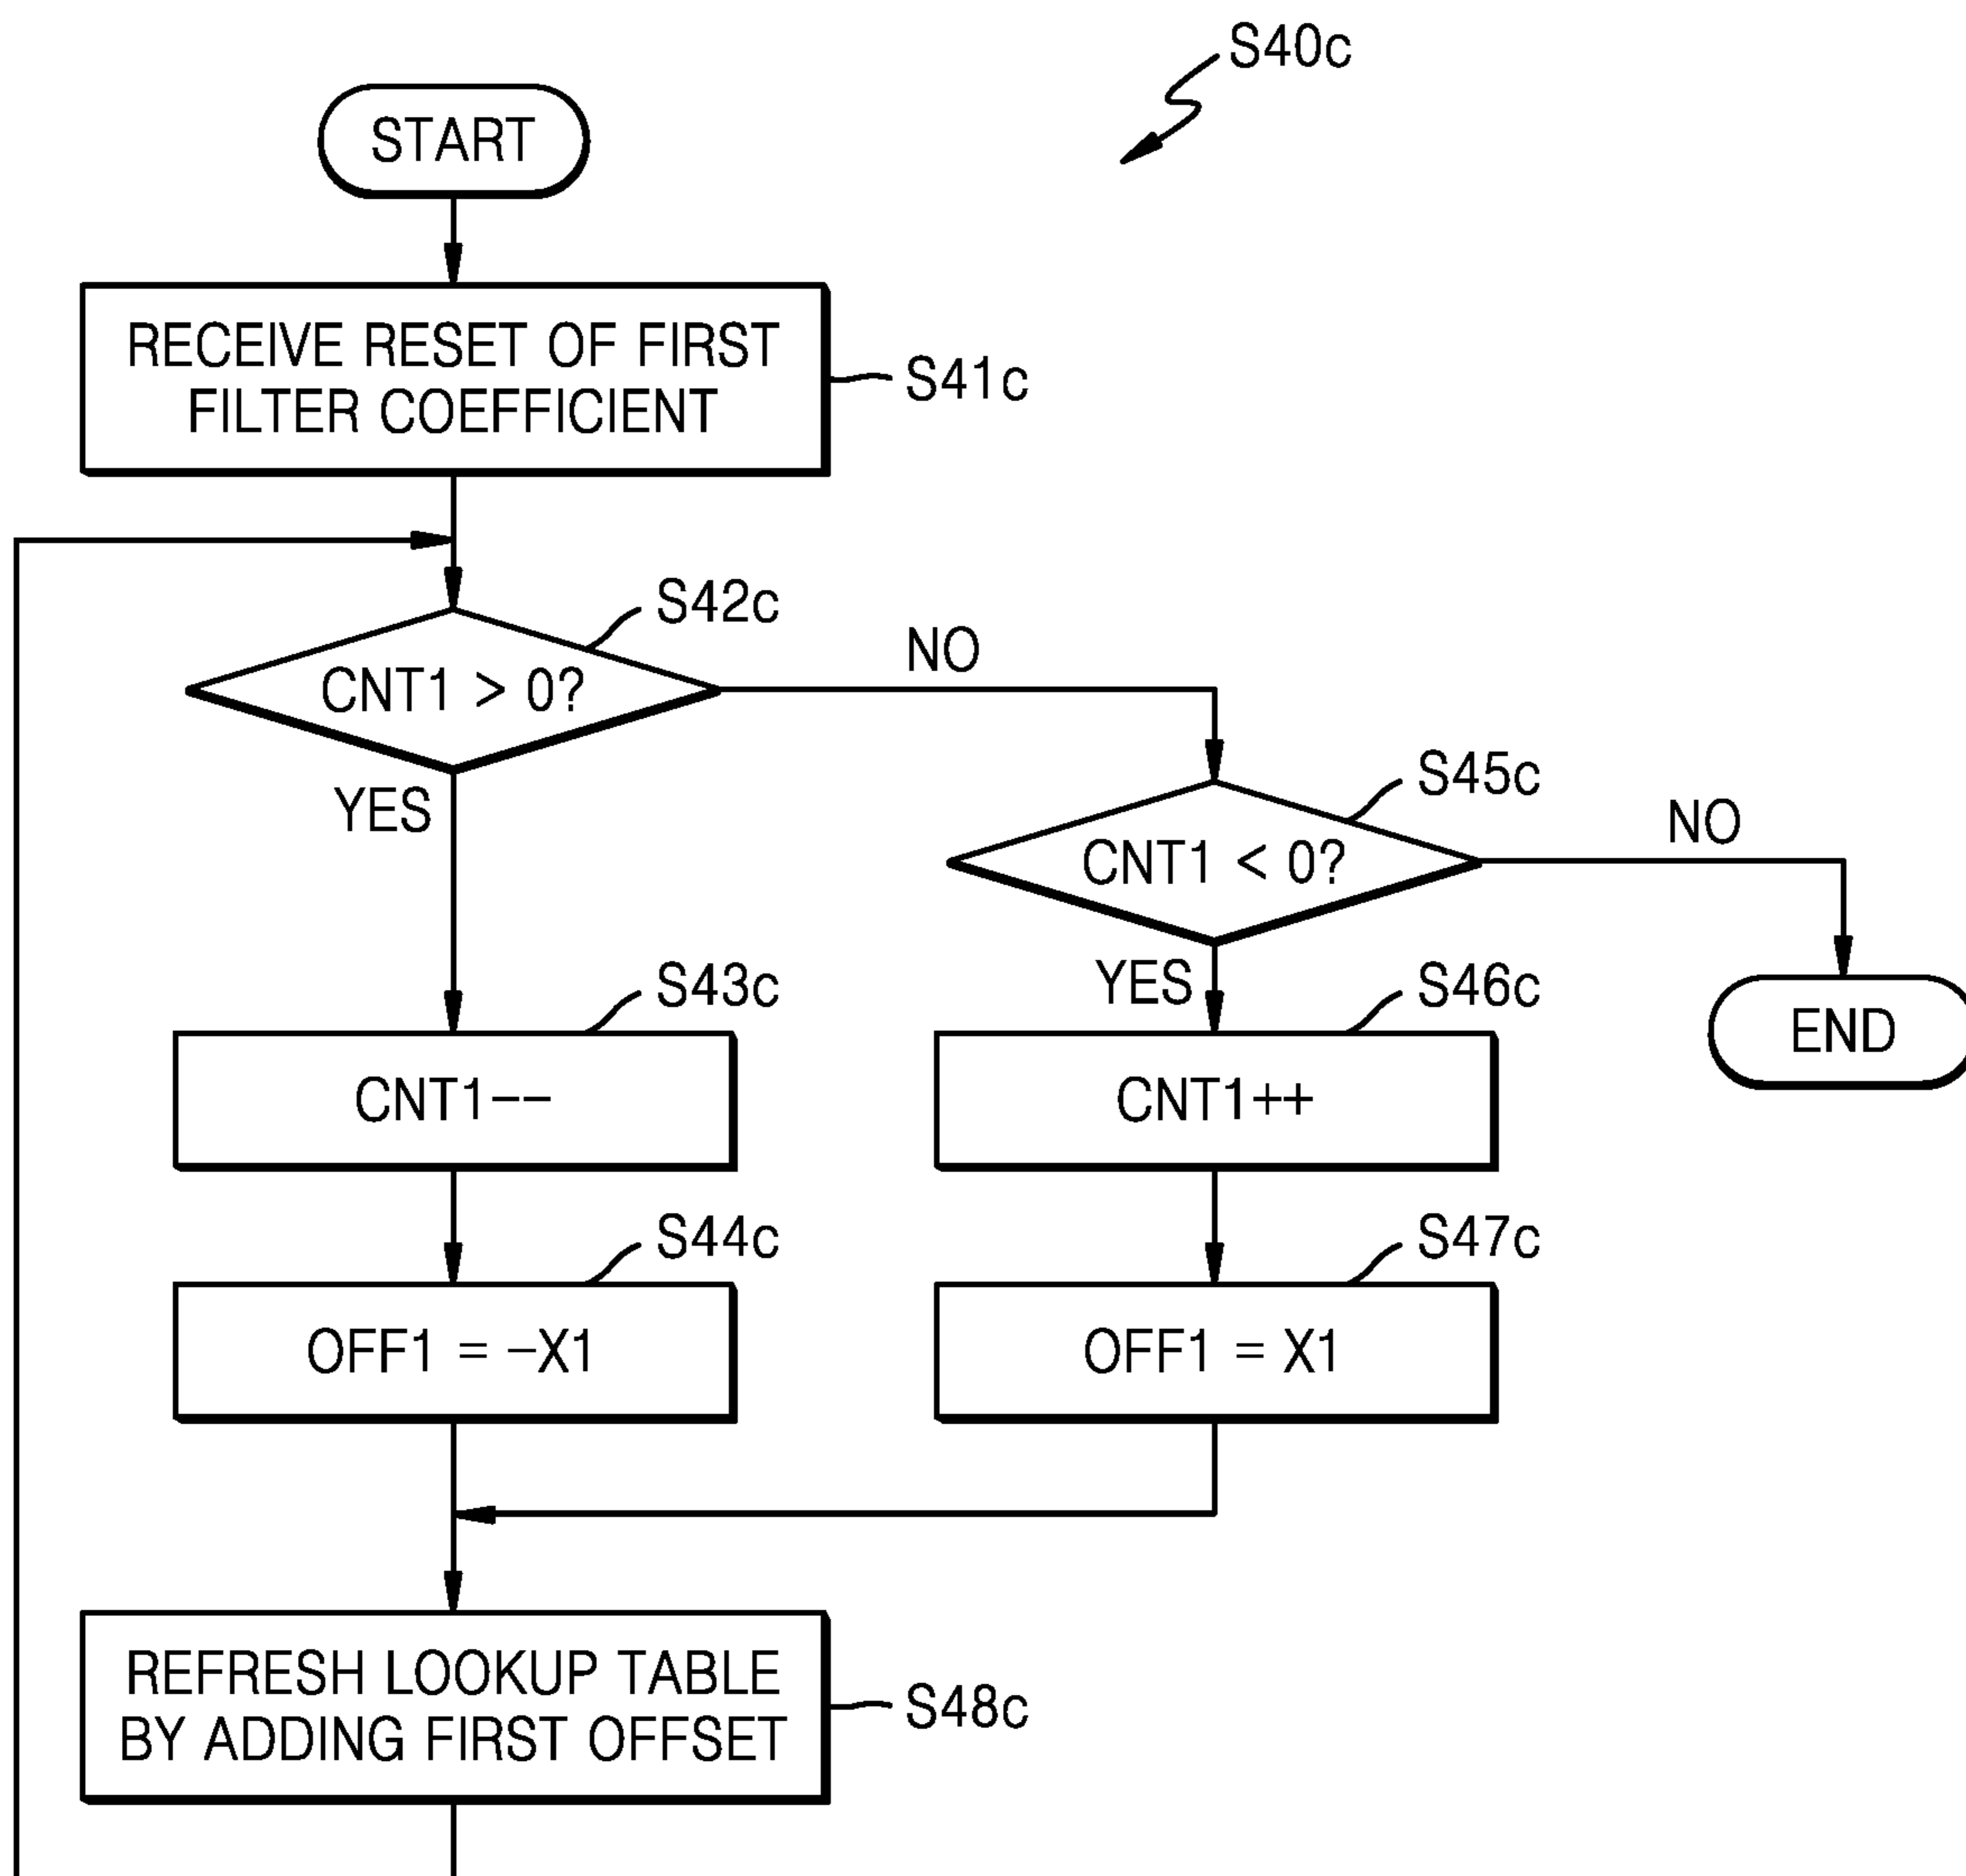 S40c
START
RECEIVE RESET OF FIRST
FILTER COEFFICIENT
S41c
S42c
CNT1 > 0?
NO
YES
S45c
CNT1 < 0?
NO
YES
S43c
CNT1--
S46c
CNT1++
END
S44c
OFF1 = -X1
S47c
OFF1 = X1
REFRESH LOOKUP TABLE
BY ADDING FIRST OFFSET
S48c